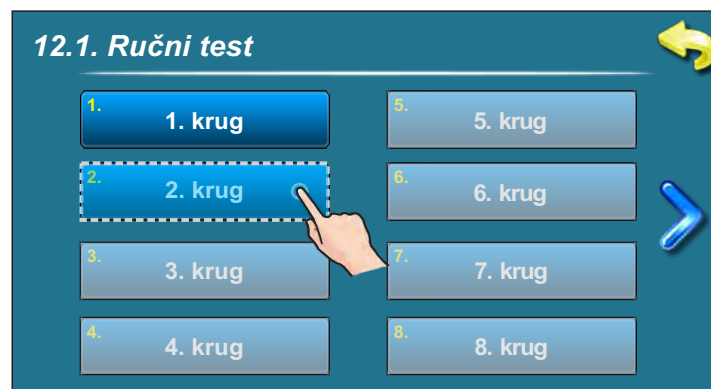 12.1. Ručni test
1.
1. krug
2.
2. krug
3.
3. krug
4.
4. krug
5.
5. krug
6.
6. krug
7.
7. krug
8.
8. krug